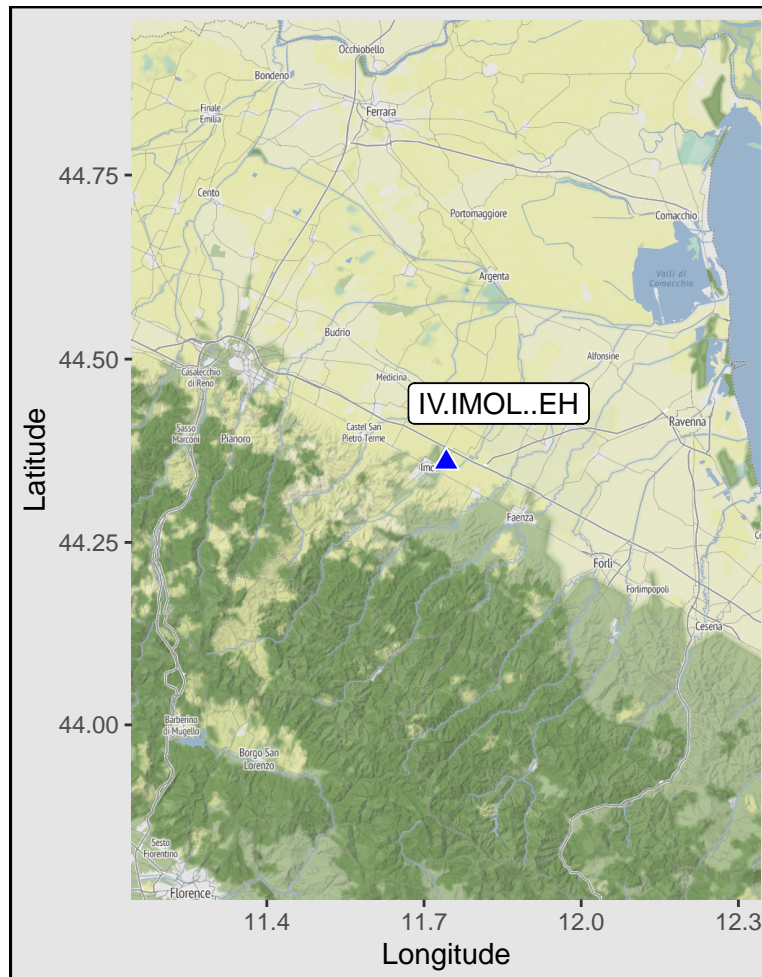 Occhiobello
Bondeno
Finale
Emilia
Ferrara
44.75
Cento
Portomaggiore
Comacchio
Argenta
Valli di
Comacchio
Budrio
Alfonsine
44.50
Casalecchio
di Reno
Medicina
IV.IMOL..EH
Sasso
Marconi
Pianoro
Castel San
Pietro Terme
Ravenna
Latitude
Faenza
44.25
Forlì
Forlimpopoli
Cesena
44.00
Barberino
di Mugello
Borgo San
Lorenzo
Sesto
Fiorentino
Florence
11.4
11.7
12.0
12.3
Longitude